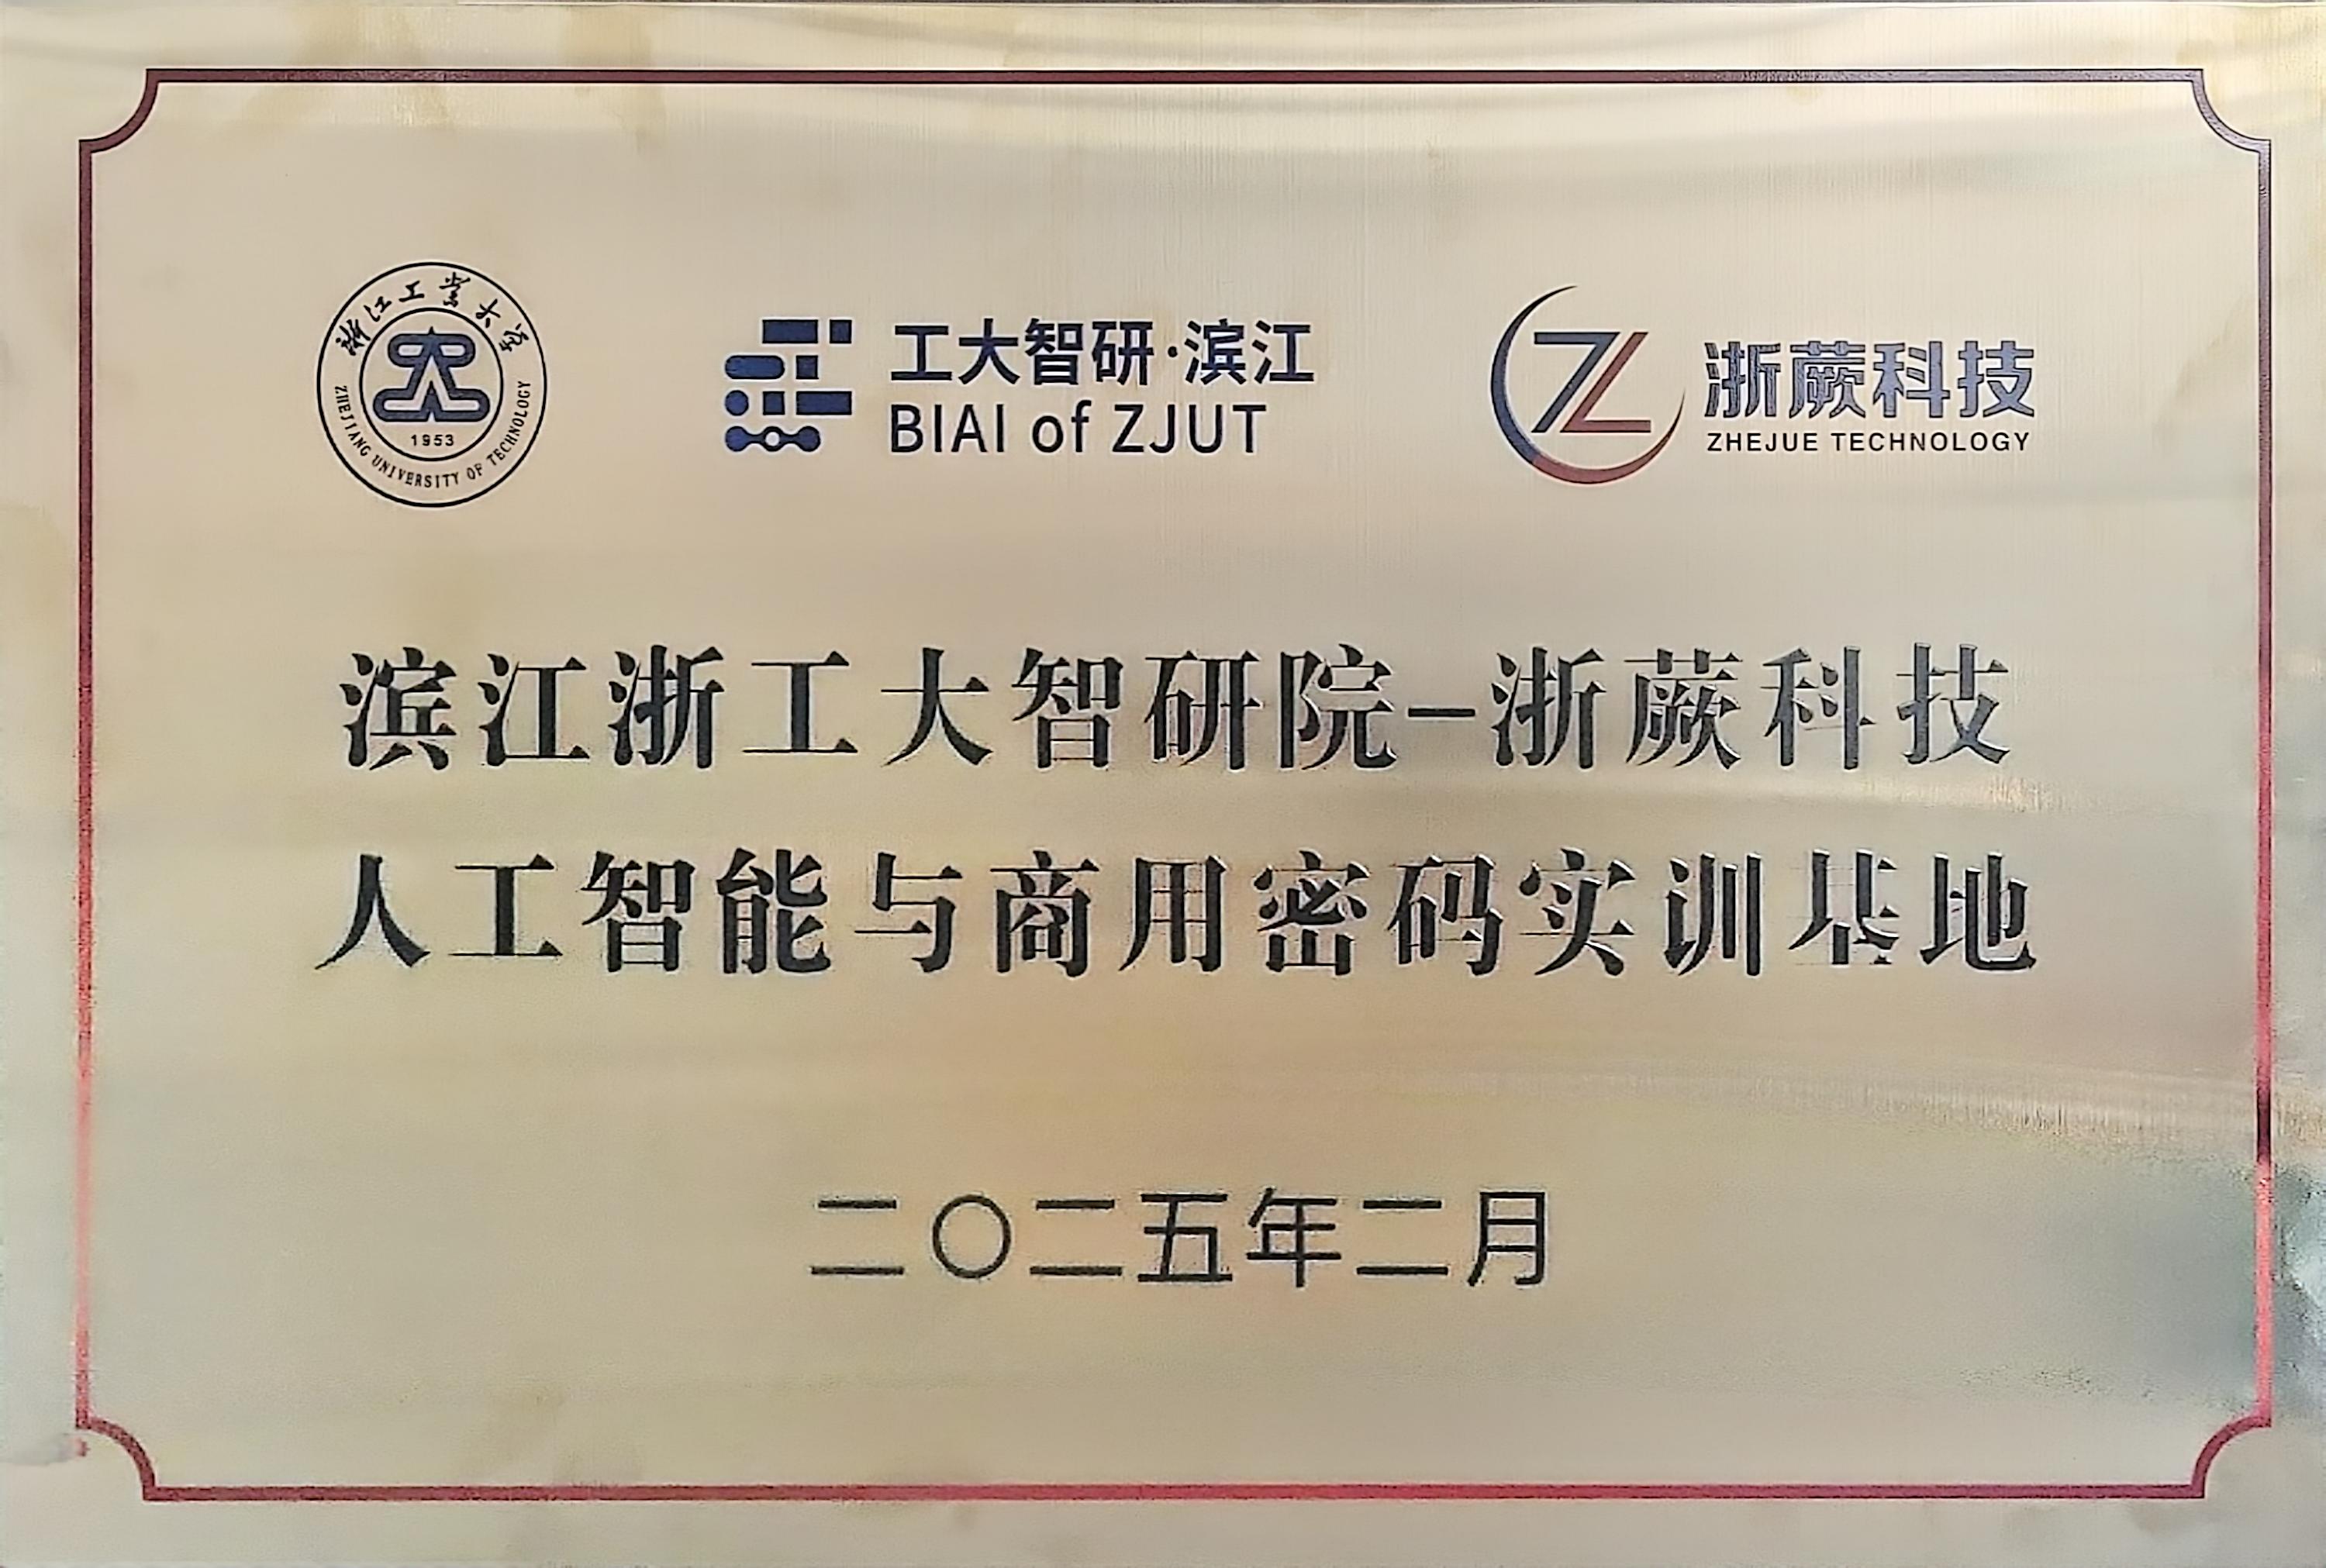 浙江工业大学
1953
ZHEJIANG UNIVERSITY OF TECHNOLOGY
工大智研·滨江
BIAI of ZJUT
Z
浙蕨科技
ZHEJUE TECHNOLOGY
滨江浙工大智研院-浙蕨科技
人工智能与商用密码实训基地
二〇二五年二月